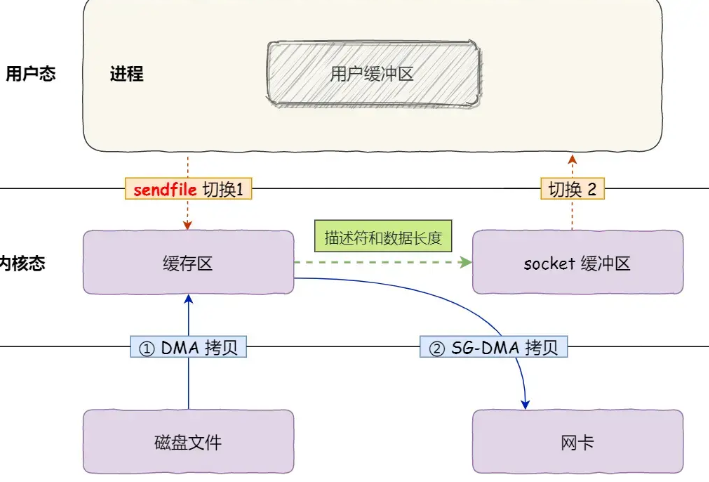 用户态
进程
用户缓冲区
sendfile 切换1
切换 2
内核态
缓存区
描述符和数据长度
socket 缓冲区
① DMA 拷贝
② SG-DMA 拷贝
磁盘文件
网卡